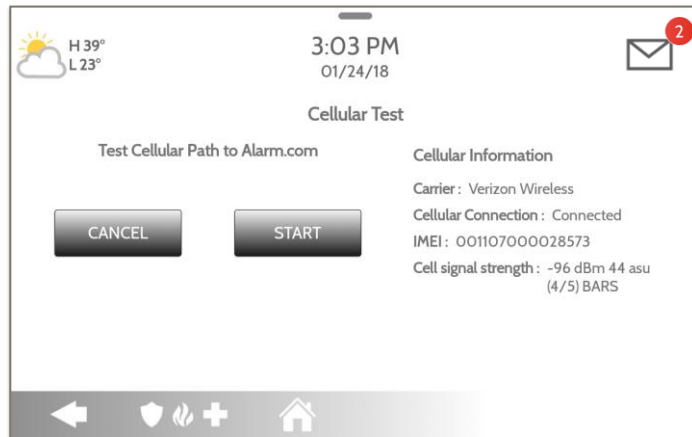 H 39°
L 23°
3:03 PM
01/24/18
2
Cellular Test
Test Cellular Path to Alarm.com
CANCEL
START
Cellular Information
Carrier : Verizon Wireless
Cellular Connection : Connected
IMEI : 001107000028573
Cell signal strength : -96 dBm 44 asu
(4/5) BARS